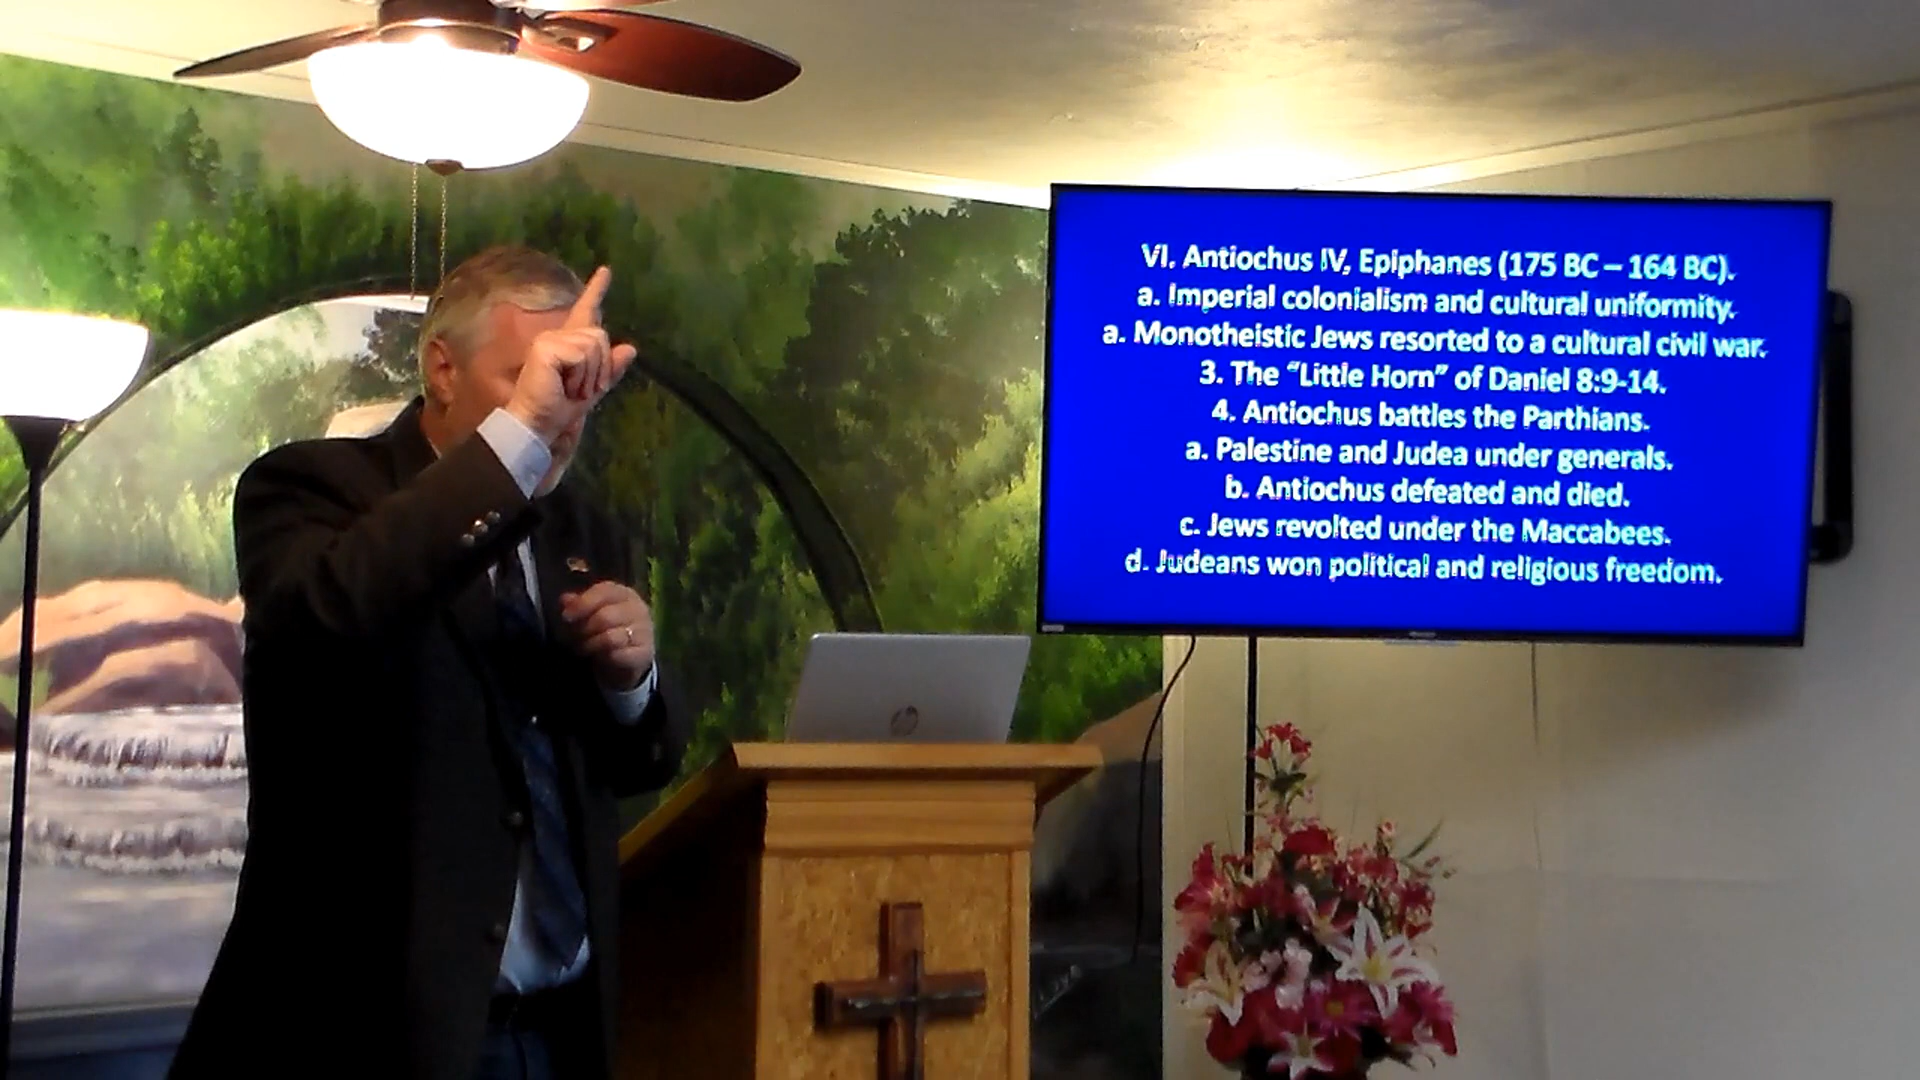 VI. Antiochus IV, Epiphanes (175 BC – 164 BC).
a. Imperial colonialism and cultural uniformity.
a. Monotheistic Jews resorted to a cultural civil war.
3. The “Little Horn” of Daniel 8:9-14.
4. Antiochus battles the Parthians.
a. Palestine and Judea under generals.
b. Antiochus defeated and died.
c. Jews revolted under the Maccabees.
d. Judeans won political and religious freedom.
hp